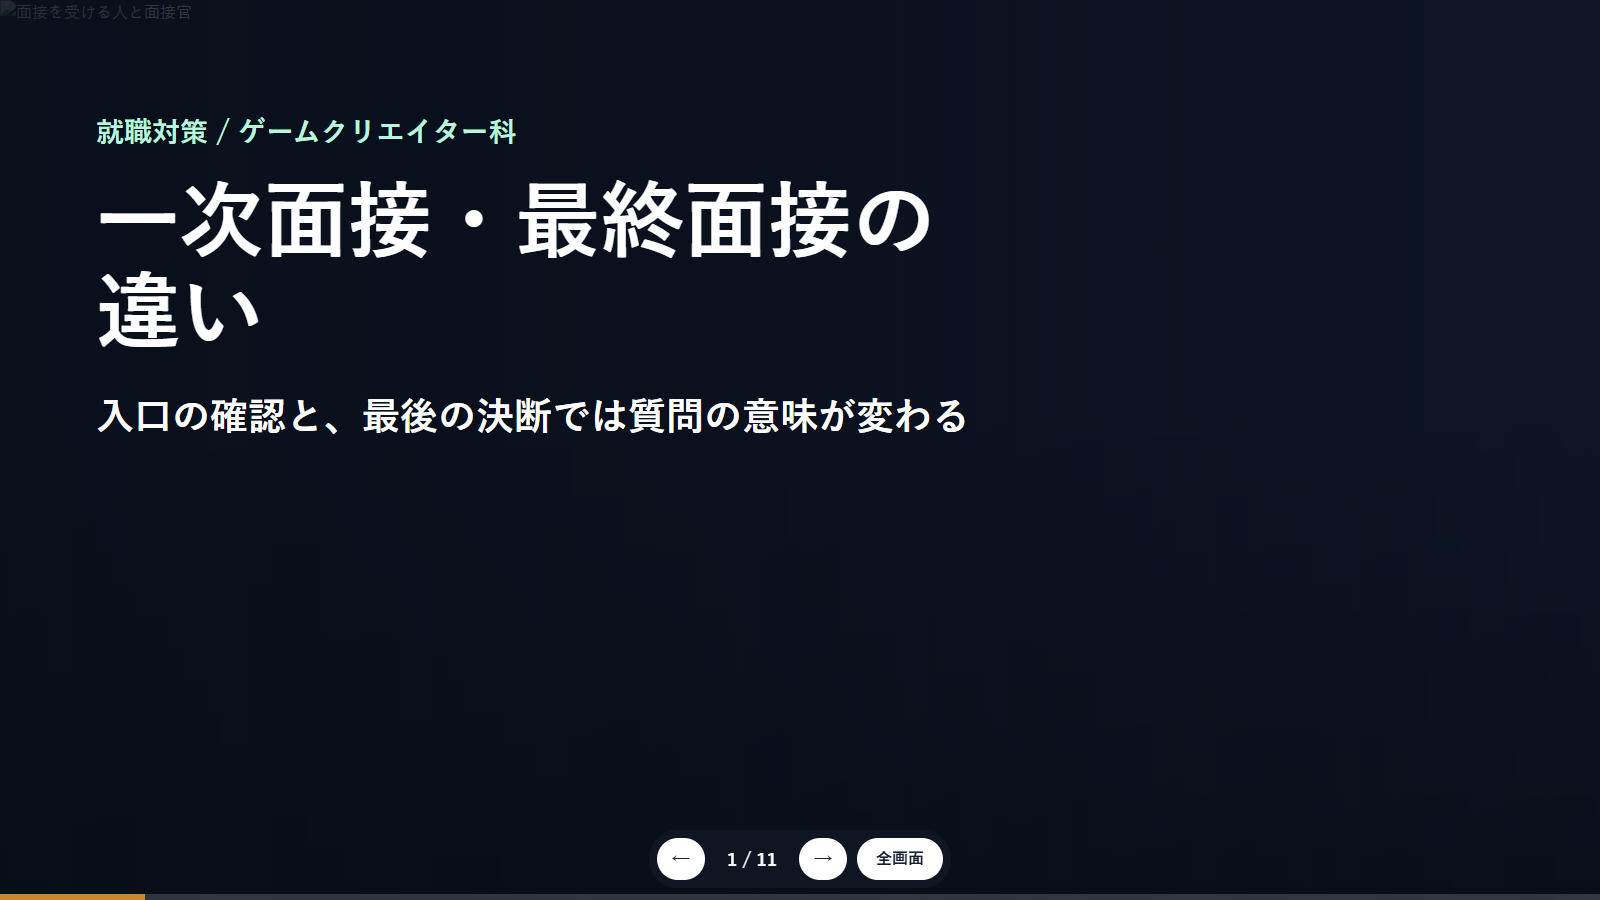 面接を受ける人と面接官
就職対策 / ゲームクリエイター科
一次面接・最終面接の
違い
入口の確認と、最後の決断では質問の意味が変わる
← 1 / 11 → 全画面